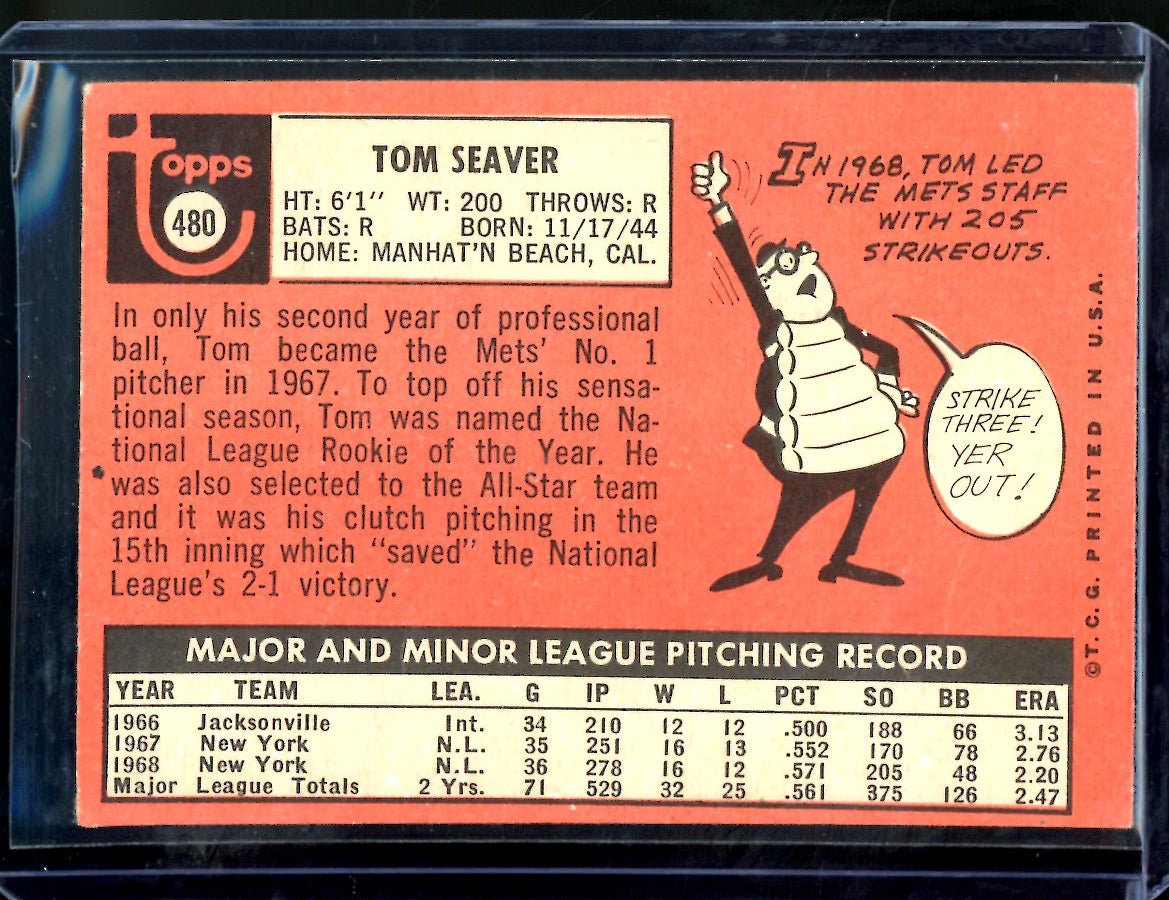 topps
480
TOM SEAVER
HT: 6'1" WT: 200 THROWS: R
BATS: R BORN: 11/17/44
HOME: MANHAT'N BEACH, CAL.
In only his second year of professional
ball, Tom became the Mets' No. 1
pitcher in 1967. To top off his sensa-
tional season, Tom was named the Na-
tional League Rookie of the Year. He
was also selected to the All-Star team
and it was his clutch pitching in the
15th inning which "saved" the National
League's 2-1 victory.
IN 1968, TOM LED
THE METS STAFF
WITH 205
STRIKEOUTS.
STRIKE
THREE!
YER
OUT!
©T.C.G. PRINTED IN U.S.A.
MAJOR AND MINOR LEAGUE PITCHING RECORD
YEAR TEAM LEA. G IP W L PCT SO BB ERA
1966 Jacksonville Int. 34 210 12 12 .500 188 66 3.13
1967 New York N.L. 35 251 16 13 .552 170 78 2.76
1968 New York N.L. 36 278 16 12 .571 205 48 2.20
Major League Totals 2 Yrs. 71 529 32 25 .561 375 126 2.47